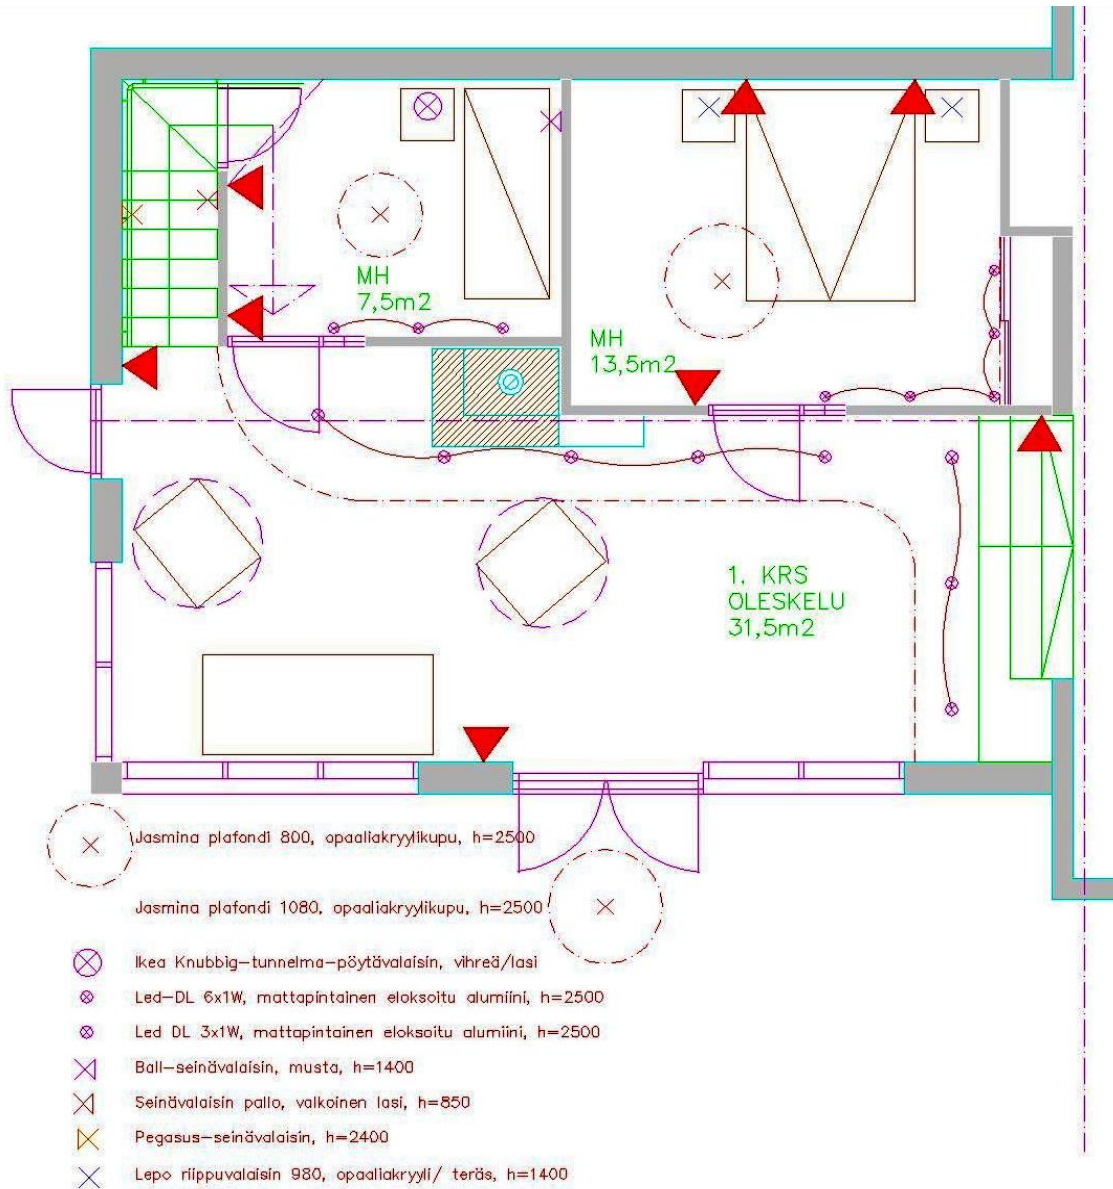 MH
7,5m2
MH
13,5m2
1. KRS
OLESKELU
31,5m2
Jasmina plafondi 800, opaaliakryylikupu, h=2500
Jasmina plafondi 1080, opaaliakryylikupu, h=2500
Ikea Knubbig-tunnelma-pöytävalaisin, vihreä/lasi
Led-DL 6x1W, mattapintainen eloksoitu alumiini, h=2500
Led DL 3x1W, mattapintainen eloksoitu alumiini, h=2500
Ball-seinävalaisin, musta, h=1400
Seinävalaisin pallo, valkoinen lasi, h=850
Pegasus-seinävalaisin, h=2400
Lepo riippuvalaisin 980, opaaliakryyli/ teräs, h=1400